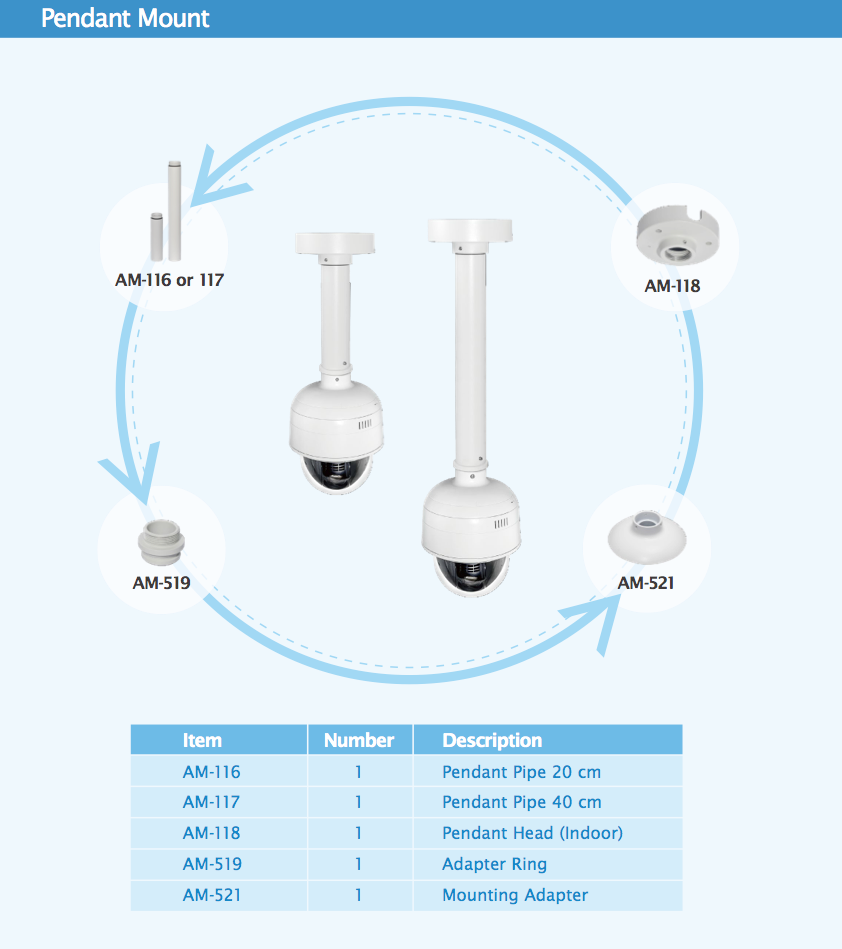 Pendant Mount
AM-116 or 117
AM-118
AM-519
AM-521
Item Number Description
AM-116 1 Pendant Pipe 20 cm
AM-117 1 Pendant Pipe 40 cm
AM-118 1 Pendant Head (Indoor)
AM-519 1 Adapter Ring
AM-521 1 Mounting Adapter